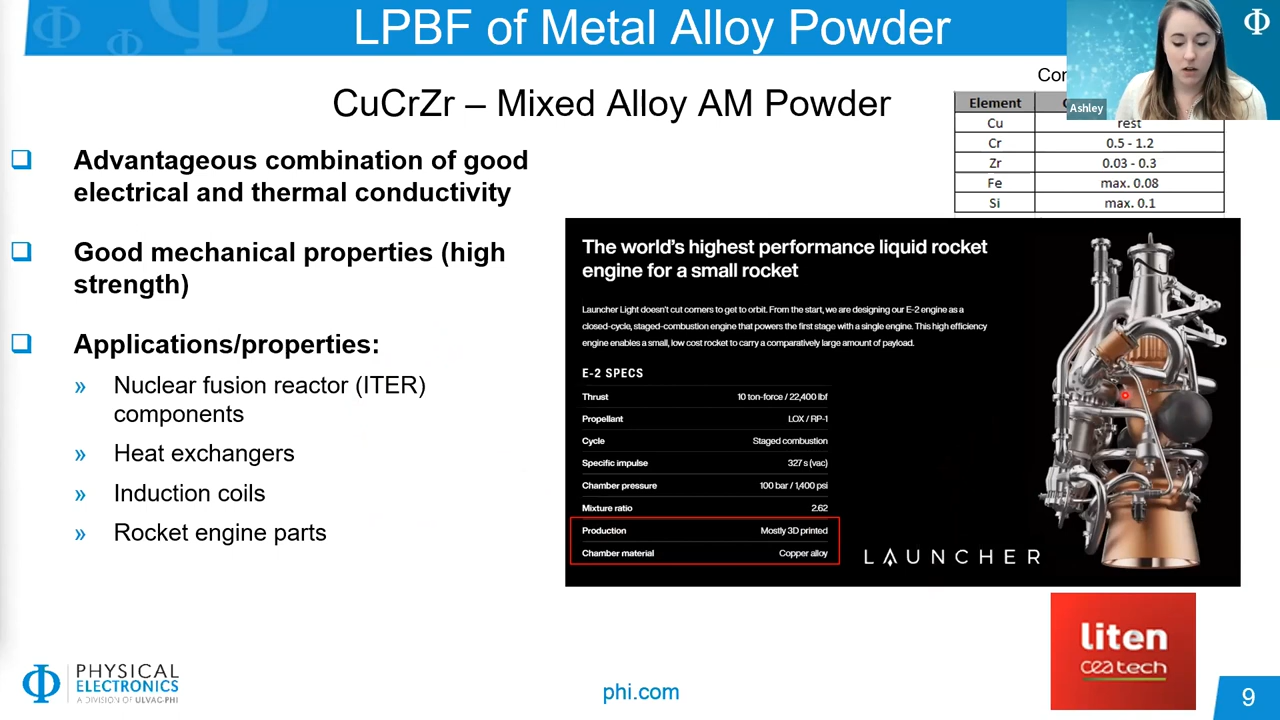 LPBF of Metal Alloy Powder
CuCrZr – Mixed Alloy AM Powder
Advantageous combination of good
electrical and thermal conductivity
Good mechanical properties (high
strength)
Applications/properties:
» Nuclear fusion reactor (ITER)
components
» Heat exchangers
» Induction coils
» Rocket engine parts
Ashley
Element
Cu rest
Cr 0.5 - 1.2
Zr 0.03 - 0.3
Fe max. 0.08
Si max. 0.1
The world's highest performance liquid rocket
engine for a small rocket
Launcher Light doesn't cut corners to get to orbit. From the start, we are designing our E-2 engine as a
closed-cycle, staged-combustion engine that powers the first stage with a single engine. This high efficiency
engine enables a small, low cost rocket to carry a comparatively large amount of payload.
E-2 SPECS
Thrust 10 ton-force / 22,400 lbf
Propellant LOX / RP-1
Cycle Staged combustion
Specific impulse 327 s (vac)
Chamber pressure 100 bar / 1,400 psi
Mixture ratio 2.62
Production Mostly 3D printed
Chamber material Copper alloy
LAUNCHER
liten
ceatech
Φ PHYSICAL
ELECTRONICS
A DIVISION OF ULVAC-PHI
phi.com
9